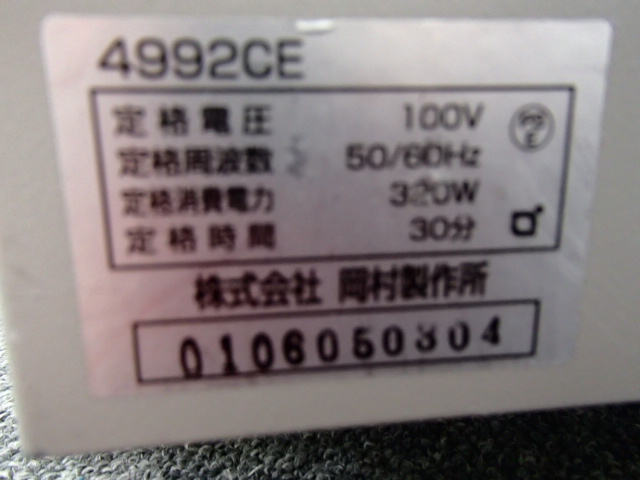 4992CE
定格電圧 100V
定格周波数 50/60Hz
定格消費電力 320W
定格時間 30分
株式会社 岡村製作所
0106050304